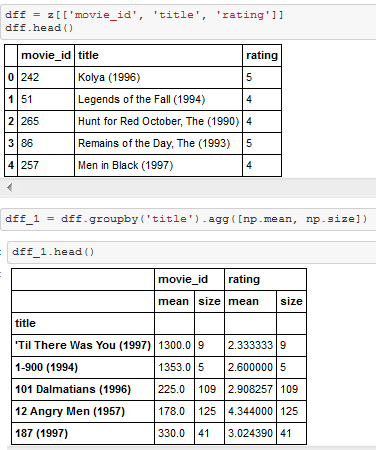 dff = z[['movie_id', 'title', 'rating']]
dff.head()
movie_id title rating
0 242 Kolya (1996) 5
1 51 Legends of the Fall (1994) 4
2 265 Hunt for Red October, The (1990) 4
3 86 Remains of the Day, The (1993) 5
4 257 Men in Black (1997) 4
dff_1 = dff.groupby('title').agg([np.mean, np.size])
dff_1.head()
movie_id rating
mean size mean size
title
'Til There Was You (1997) 1300.0 9 2.333333 9
1-900 (1994) 1353.0 5 2.600000 5
101 Dalmatians (1996) 225.0 109 2.908257 109
12 Angry Men (1957) 178.0 125 4.344000 125
187 (1997) 330.0 41 3.024390 41